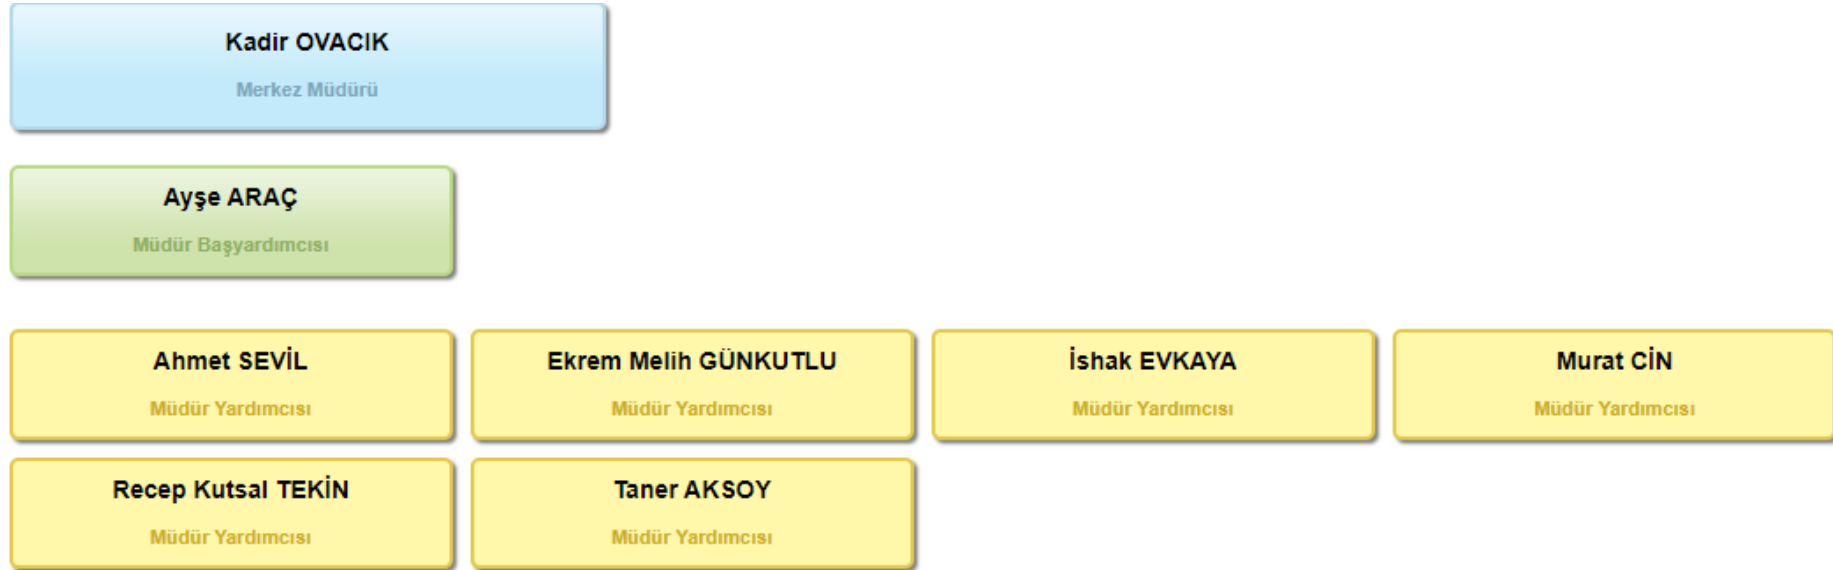 Kadir OVACIK
Merkez Müdürü
Ayşe ARAÇ
Müdür Başyardımcısı
Ahmet SEVİL
Müdür Yardımcısı
Ekrem Melih GÜNKUTLU
Müdür Yardımcısı
İshak EVKAYA
Müdür Yardımcısı
Murat CİN
Müdür Yardımcısı
Recep Kutsal TEKİN
Müdür Yardımcısı
Taner AKSOY
Müdür Yardımcısı